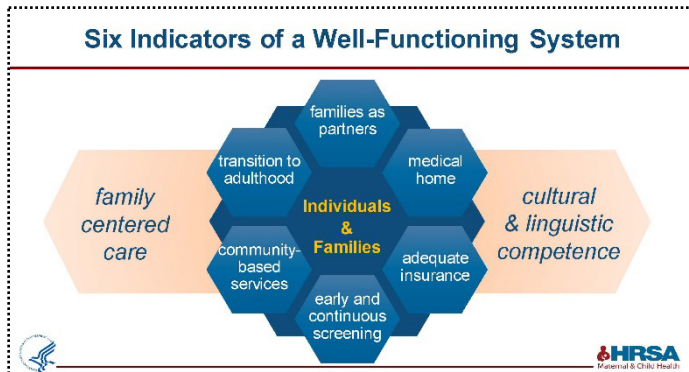 Six Indicators of a Well-Functioning System
families as
partners
transition to
adulthood
medical
home
family
centered
care
Individuals
&
Families
cultural
& linguistic
competence
community-
based
services
adequate
insurance
early and
continuous
screening
HRSA
Maternal & Child Health